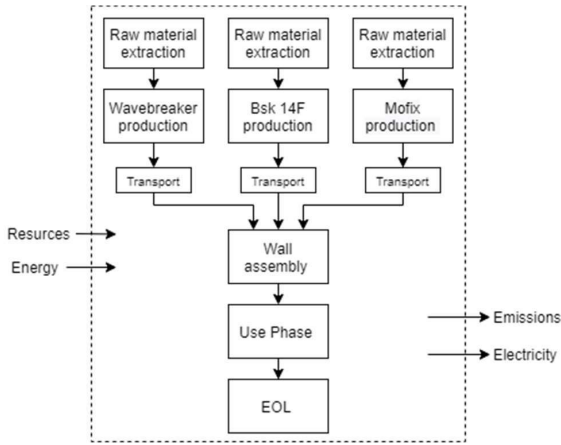 Raw material
extraction
Raw material
extraction
Raw material
extraction
Wavebreaker
production
Bsk 14F
production
Mofix
production
Transport
Transport
Transport
Resurces
Energy
Wall
assembly
Use Phase
Emissions
Electricity
EOL